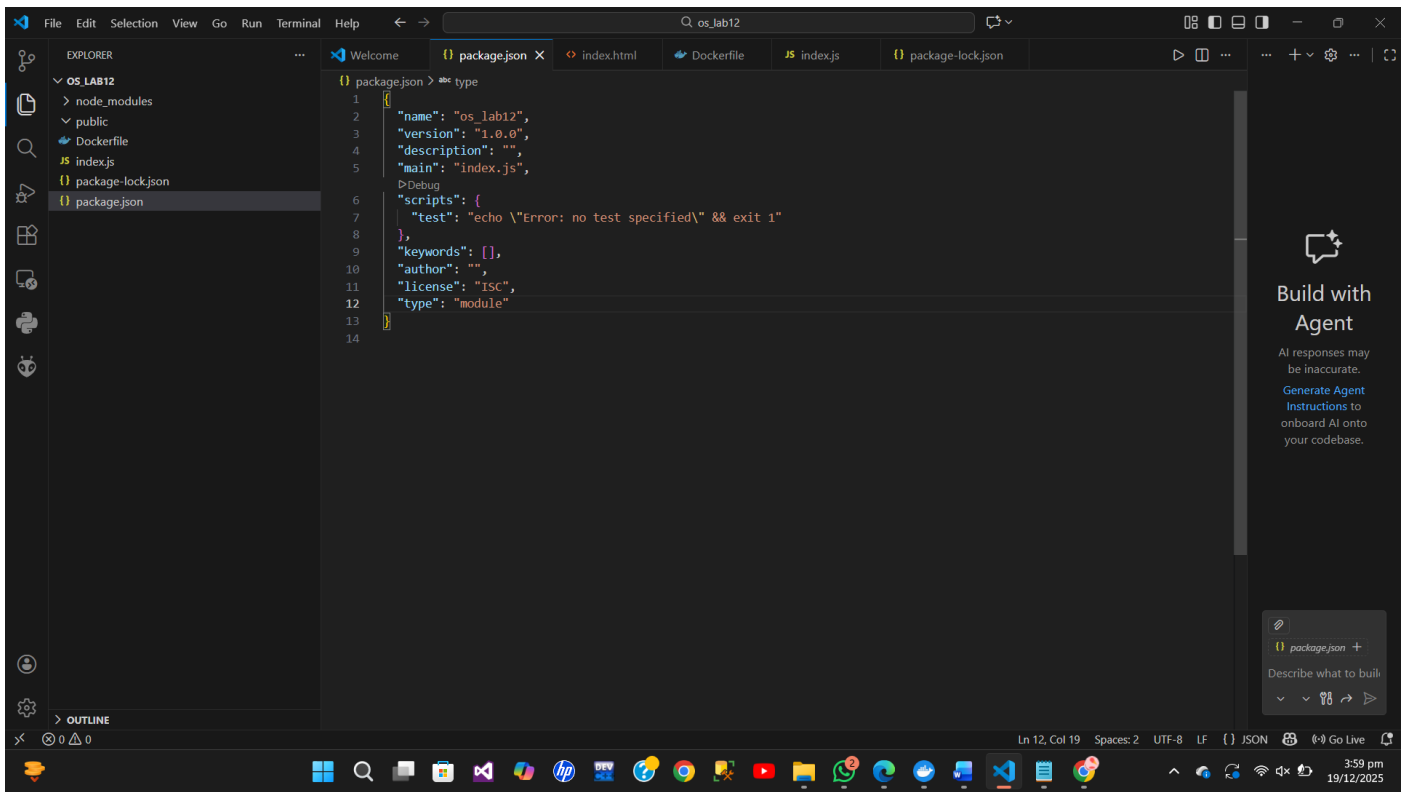 File Edit Selection View Go Run Terminal Help
os_lab12
EXPLORER
OS_LAB12
node_modules
public
Dockerfile
JS index.js
{} package-lock.json
{} package.json
OUTLINE
Welcome
{} package.json
<> index.html
Dockerfile
JS index.js
{} package-lock.json
{} package.json > abc type
1 {
2 "name": "os_lab12",
3 "version": "1.0.0",
4 "description": "",
5 "main": "index.js",
Debug
6 "scripts": {
7 "test": "echo \"Error: no test specified\" && exit 1"
8 },
9 "keywords": [],
10 "author": "",
11 "license": "ISC",
12 "type": "module"
13 }
14
Build with
Agent
AI responses may
be inaccurate.
Generate Agent
Instructions to
onboard AI onto
your codebase.
{} package.json +
Describe what to buil
0 0
Ln 12, Col 19 Spaces: 2 UTF-8 LF {} JSON Go Live
hp
DEV
2
3:59 pm
19/12/2025